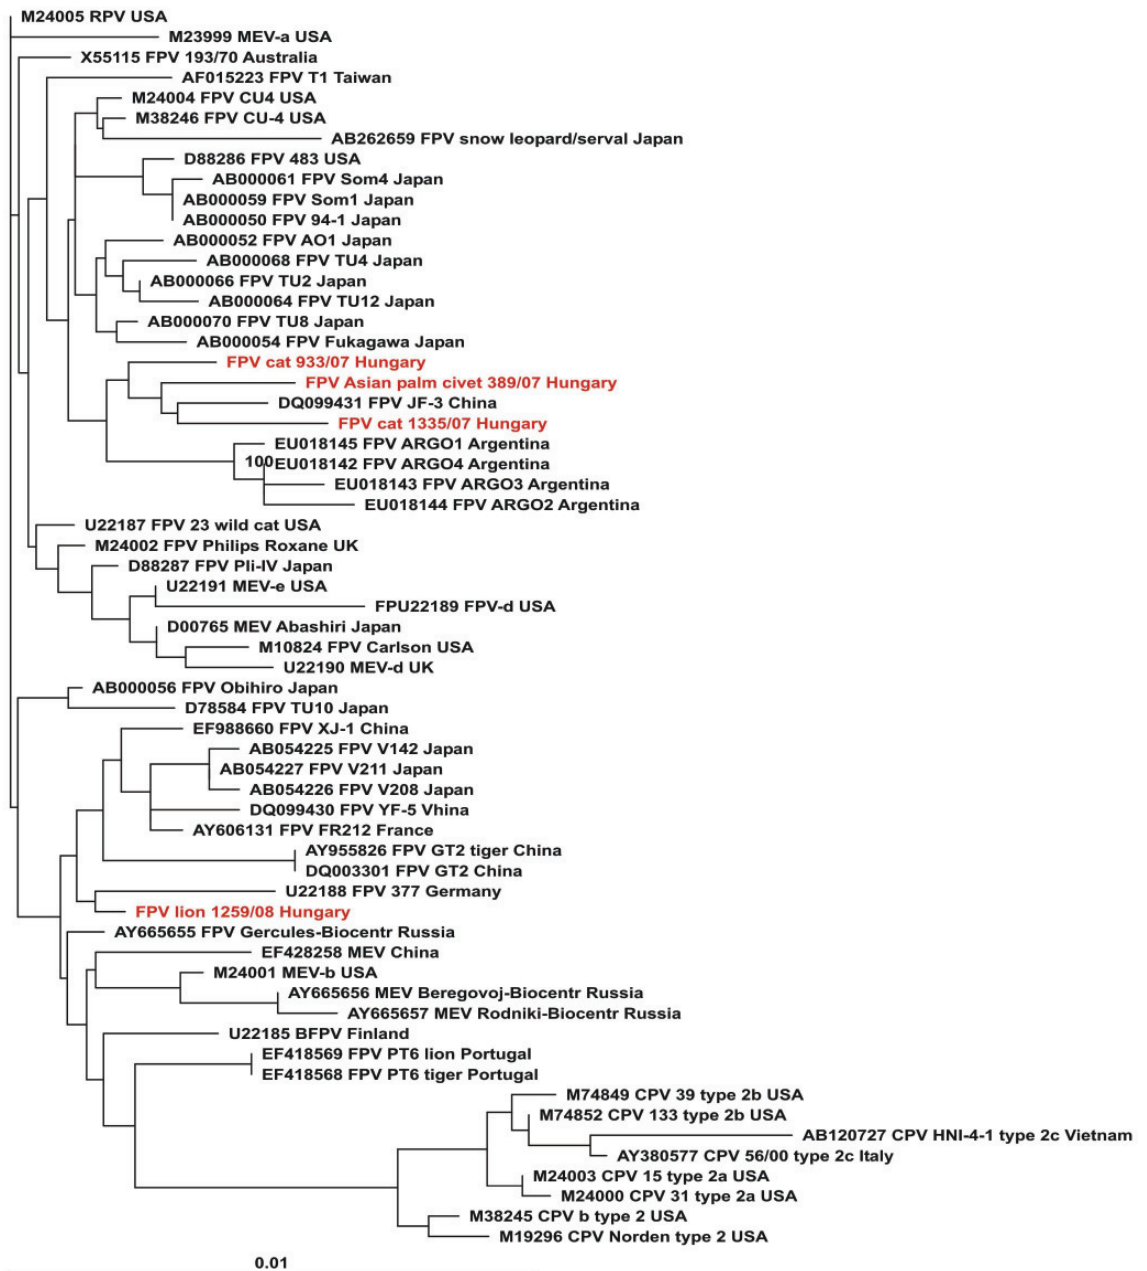 M24005 RPV USA
M23999 MEV-a USA
X55115 FPV 193/70 Australia
AF015223 FPV T1 Taiwan
M24004 FPV CU4 USA
M38246 FPV CU-4 USA
AB262659 FPV snow leopard/serval Japan
D88286 FPV 483 USA
AB000061 FPV Som4 Japan
AB000059 FPV Som1 Japan
AB000050 FPV 94-1 Japan
AB000052 FPV AO1 Japan
AB000068 FPV TU4 Japan
AB000066 FPV TU2 Japan
AB000064 FPV TU12 Japan
AB000070 FPV TU8 Japan
AB000054 FPV Fukagawa Japan
FPV cat 933/07 Hungary
FPV Asian palm civet 389/07 Hungary
DQ099431 FPV JF-3 China
FPV cat 1335/07 Hungary
EU018145 FPV ARGO1 Argentina
100 EU018142 FPV ARGO4 Argentina
EU018143 FPV ARGO3 Argentina
EU018144 FPV ARGO2 Argentina
U22187 FPV 23 wild cat USA
M24002 FPV Philips Roxane UK
D88287 FPV Pli-IV Japan
U22191 MEV-e USA
FPU22189 FPV-d USA
D00765 MEV Abashiri Japan
M10824 FPV Carlson USA
U22190 MEV-d UK
AB000056 FPV Obihiro Japan
D78584 FPV TU10 Japan
EF988660 FPV XJ-1 China
AB054225 FPV V142 Japan
AB054227 FPV V211 Japan
AB054226 FPV V208 Japan
DQ099430 FPV YF-5 Vhina
AY606131 FPV FR212 France
AY955826 FPV GT2 tiger China
DQ003301 FPV GT2 China
U22188 FPV 377 Germany
FPV lion 1259/08 Hungary
AY665655 FPV Gercules-Biocentr Russia
EF428258 MEV China
M24001 MEV-b USA
AY665656 MEV Beregovoj-Biocentr Russia
AY665657 MEV Rodniki-Biocentr Russia
U22185 BFPV Finland
EF418569 FPV PT6 lion Portugal
EF418568 FPV PT6 tiger Portugal
M74849 CPV 39 type 2b USA
M74852 CPV 133 type 2b USA
AB120727 CPV HNI-4-1 type 2c Vietnam
AY380577 CPV 56/00 type 2c Italy
M24003 CPV 15 type 2a USA
M24000 CPV 31 type 2a USA
M38245 CPV b type 2 USA
M19296 CPV Norden type 2 USA
0.01